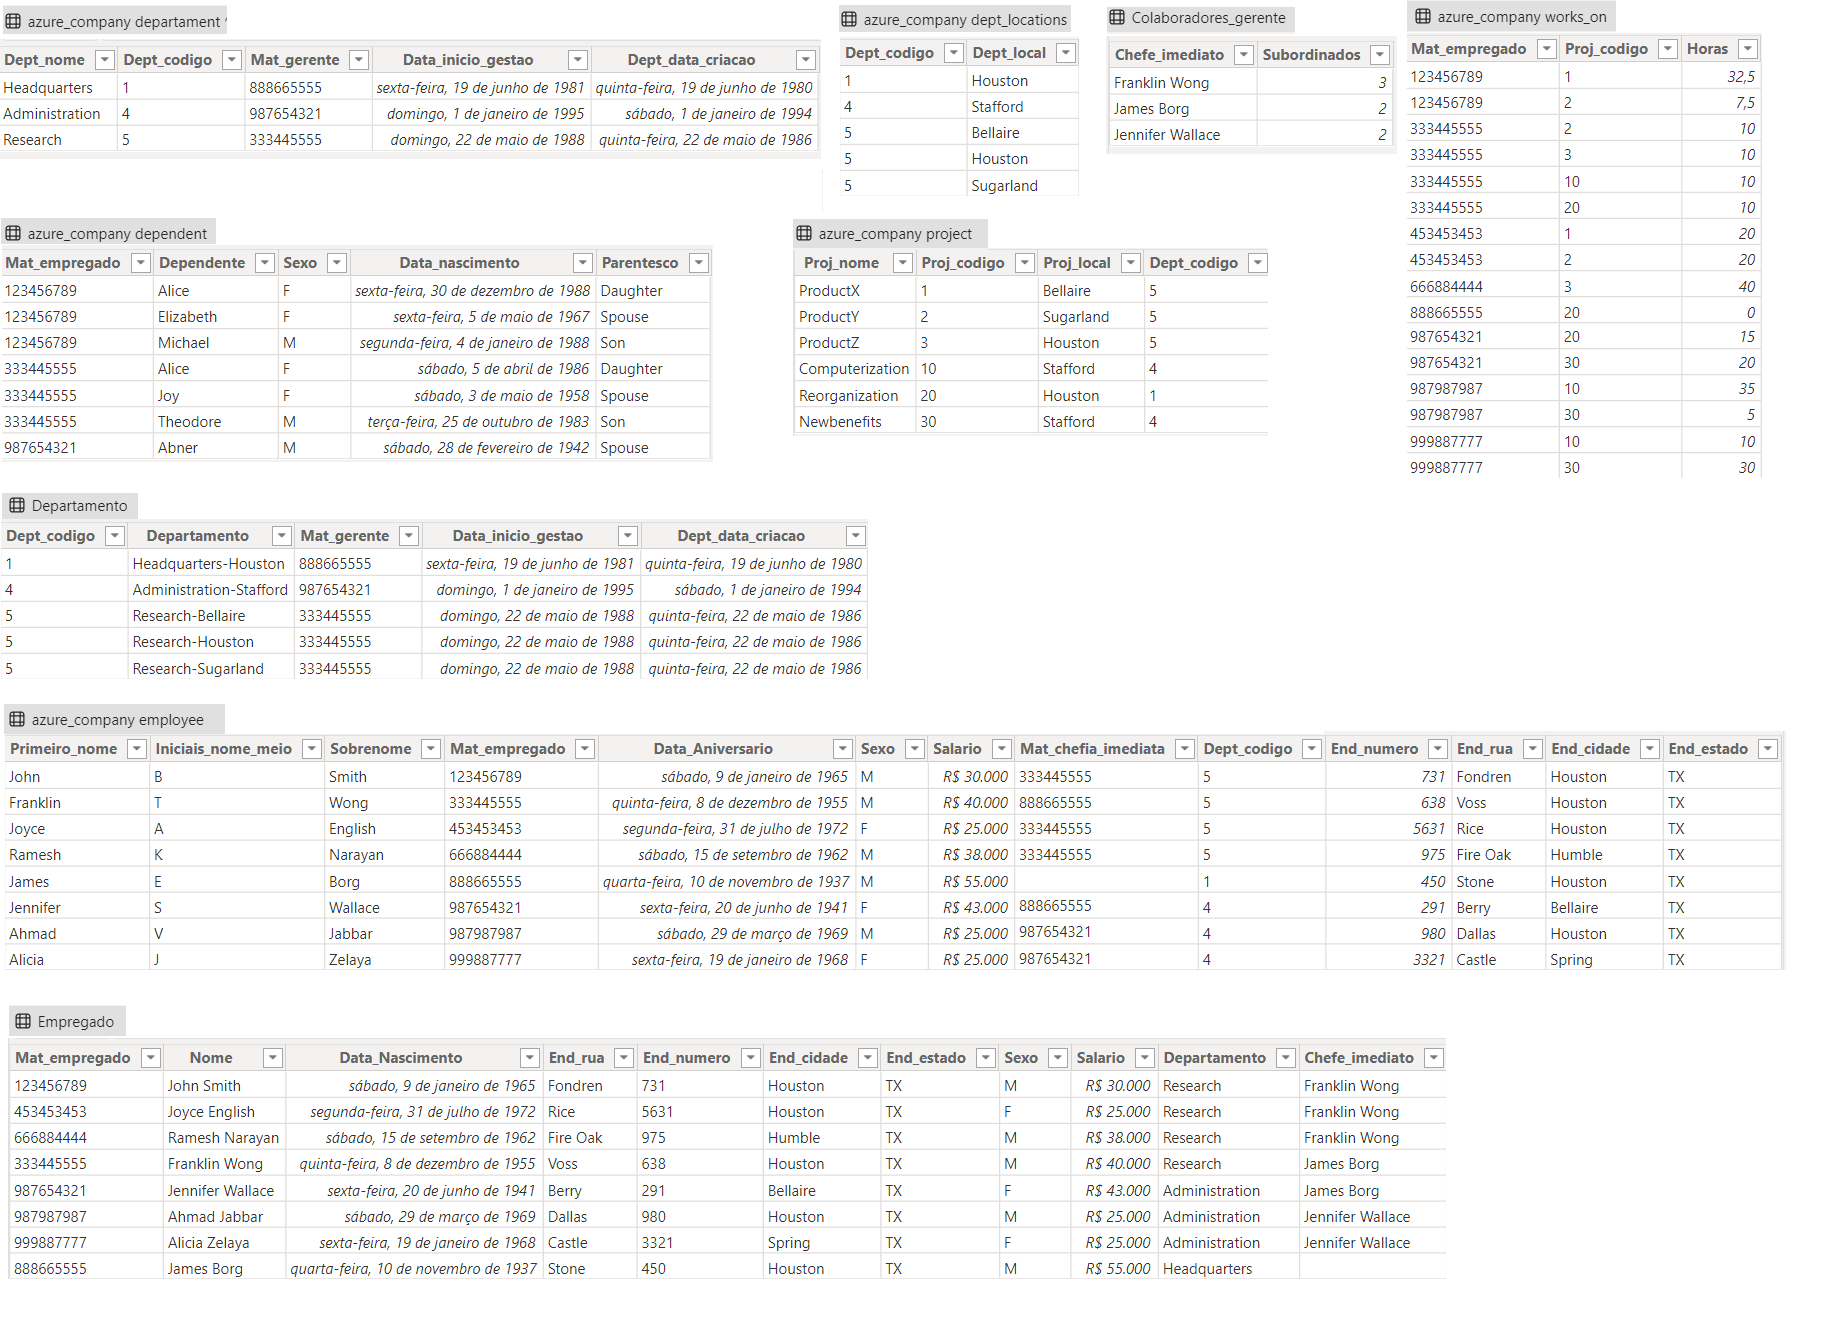 azure_company departament
Dept_nome Dept_codigo Mat_gerente Data_inicio_gestao Dept_data_criacao
Headquarters 1 888665555 sexta-feira, 19 de junho de 1981 quinta-feira, 19 de junho de 1980
Administration 4 987654321 domingo, 1 de janeiro de 1995 sábado, 1 de janeiro de 1994
Research 5 333445555 domingo, 22 de maio de 1988 quinta-feira, 22 de maio de 1986
azure_company dept_locations
Dept_codigo Dept_local
1 Houston
4 Stafford
5 Bellaire
5 Houston
5 Sugarland
Colaboradores_gerente
Chefe_imediato Subordinados
Franklin Wong 3
James Borg 2
Jennifer Wallace 2
azure_company works_on
Mat_empregado Proj_codigo Horas
123456789 1 32,5
123456789 2 7,5
333445555 2 10
333445555 3 10
333445555 10 10
333445555 20 10
453453453 1 20
453453453 2 20
666884444 3 40
888665555 20 0
987654321 20 15
987654321 30 20
987987987 10 35
987987987 30 5
999887777 10 10
999887777 30 30
azure_company dependent
Mat_empregado Dependente Sexo Data_nascimento Parentesco
123456789 Alice F sexta-feira, 30 de dezembro de 1988 Daughter
123456789 Elizabeth F sexta-feira, 5 de maio de 1967 Spouse
123456789 Michael M segunda-feira, 4 de janeiro de 1988 Son
333445555 Alice F sábado, 5 de abril de 1986 Daughter
333445555 Joy F sábado, 3 de maio de 1958 Spouse
333445555 Theodore M terça-feira, 25 de outubro de 1983 Son
987654321 Abner M sábado, 28 de fevereiro de 1942 Spouse
azure_company project
Proj_nome Proj_codigo Proj_local Dept_codigo
ProductX 1 Bellaire 5
ProductY 2 Sugarland 5
ProductZ 3 Houston 5
Computerization 10 Stafford 4
Reorganization 20 Houston 1
Newbenefits 30 Stafford 4
Departamento
Dept_codigo Departamento Mat_gerente Data_inicio_gestao Dept_data_criacao
1 Headquarters-Houston 888665555 sexta-feira, 19 de junho de 1981 quinta-feira, 19 de junho de 1980
4 Administration-Stafford 987654321 domingo, 1 de janeiro de 1995 sábado, 1 de janeiro de 1994
5 Research-Bellaire 333445555 domingo, 22 de maio de 1988 quinta-feira, 22 de maio de 1986
5 Research-Houston 333445555 domingo, 22 de maio de 1988 quinta-feira, 22 de maio de 1986
5 Research-Sugarland 333445555 domingo, 22 de maio de 1988 quinta-feira, 22 de maio de 1986
azure_company employee
Primeiro_nome Iniciais_nome_meio Sobrenome Mat_empregado Data_Aniversario Sexo Salario Mat_chefia_imediata Dept_codigo End_numero End_rua End_cidade End_estado
John B Smith 123456789 sábado, 9 de janeiro de 1965 M R$ 30.000 333445555 5 731 Fondren Houston TX
Franklin T Wong 333445555 quinta-feira, 8 de dezembro de 1955 M R$ 40.000 888665555 5 638 Voss Houston TX
Joyce A English 453453453 segunda-feira, 31 de julho de 1972 F R$ 25.000 333445555 5 5631 Rice Houston TX
Ramesh K Narayan 666884444 sábado, 15 de setembro de 1962 M R$ 38.000 333445555 5 975 Fire Oak Humble TX
James E Borg 888665555 quarta-feira, 10 de novembro de 1937 M R$ 55.000 1 450 Stone Houston TX
Jennifer S Wallace 987654321 sexta-feira, 20 de junho de 1941 F R$ 43.000 888665555 4 291 Berry Bellaire TX
Ahmad V Jabbar 987987987 sábado, 29 de março de 1969 M R$ 25.000 987654321 4 980 Dallas Houston TX
Alicia J Zelaya 999887777 sexta-feira, 19 de janeiro de 1968 F R$ 25.000 987654321 4 3321 Castle Spring TX
Empregado
Mat_empregado Nome Data_Nascimento End_rua End_numero End_cidade End_estado Sexo Salario Departamento Chefe_imediato
123456789 John Smith sábado, 9 de janeiro de 1965 Fondren 731 Houston TX M R$ 30.000 Research Franklin Wong
453453453 Joyce English segunda-feira, 31 de julho de 1972 Rice 5631 Houston TX F R$ 25.000 Research Franklin Wong
666884444 Ramesh Narayan sábado, 15 de setembro de 1962 Fire Oak 975 Humble TX M R$ 38.000 Research Franklin Wong
333445555 Franklin Wong quinta-feira, 8 de dezembro de 1955 Voss 638 Houston TX M R$ 40.000 Research James Borg
987654321 Jennifer Wallace sexta-feira, 20 de junho de 1941 Berry 291 Bellaire TX F R$ 43.000 Administration James Borg
987987987 Ahmad Jabbar sábado, 29 de março de 1969 Dallas 980 Houston TX M R$ 25.000 Administration Jennifer Wallace
999887777 Alicia Zelaya sexta-feira, 19 de janeiro de 1968 Castle 3321 Spring TX F R$ 25.000 Administration Jennifer Wallace
888665555 James Borg quarta-feira, 10 de novembro de 1937 Stone 450 Houston TX M R$ 55.000 Headquarters